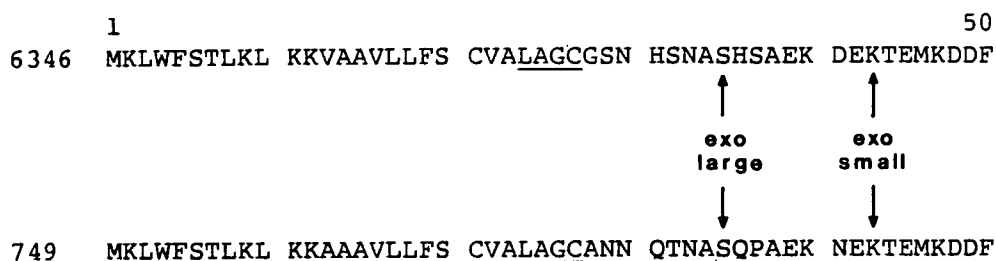 1 50
6346 MKLWFSTLKL KKVAAVLLFS CVALAGCGSN HSNASHSAEK DEKTEMKDDF
exo exo
large small
749 MKLWFSTLKL KKAAAVLLFS CVALAGCANN QTNASQPAEK NEKTEMKDDF